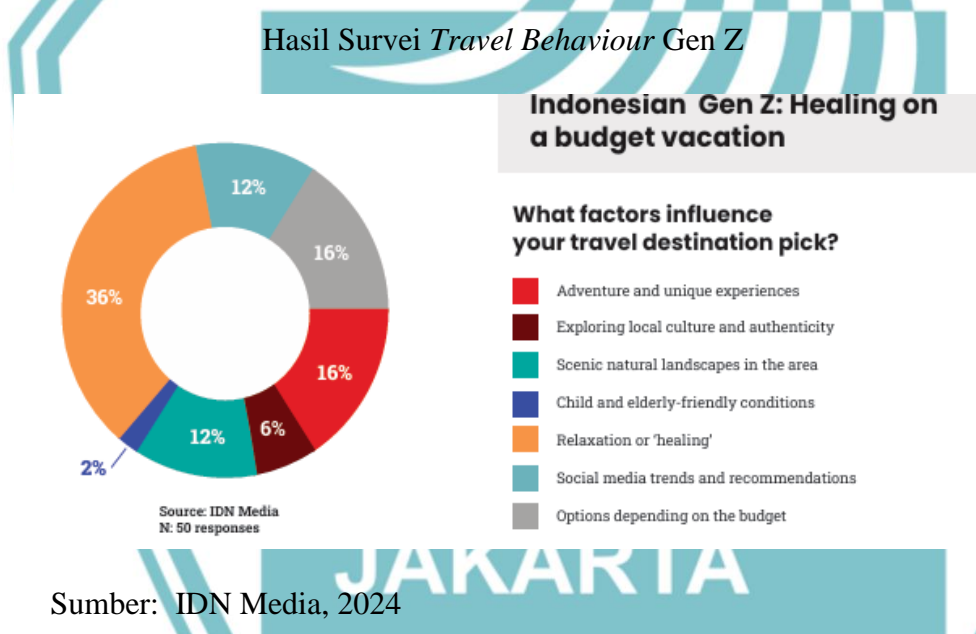 Hasil Survei Travel Behaviour Gen Z
Indonesian Gen Z: Healing on
a budget vacation
What factors influence
your travel destination pick?
Adventure and unique experiences
Exploring local culture and authenticity
Scenic natural landscapes in the area
Child and elderly-friendly conditions
Relaxation or ‘healing’
Social media trends and recommendations
Options depending on the budget
12%
16%
36%
16%
6%
12%
2%
Source: IDN Media
N: 50 responses
JAKARTA
Sumber: IDN Media, 2024